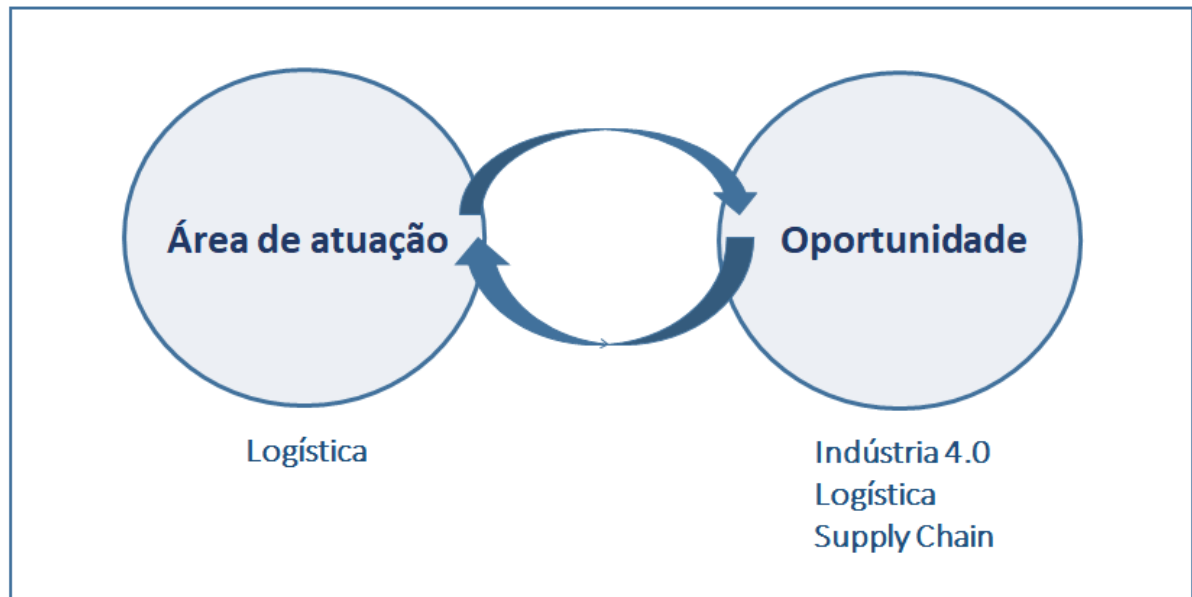 Área de atuação
Oportunidade
Logística
Indústria 4.0
Logística
Supply Chain